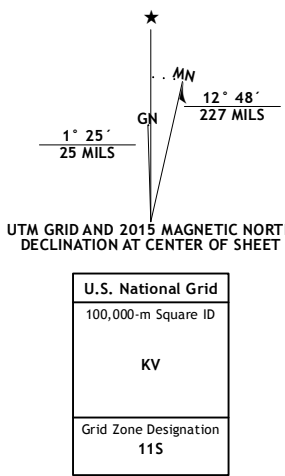 ★
MN
GN
12° 48´
227 MILS
1° 25´
25 MILS
UTM GRID AND 2015 MAGNETIC NORTH
DECLINATION AT CENTER OF SHEET
U.S. National Grid
100,000-m Square ID
KV
Grid Zone Designation
11S